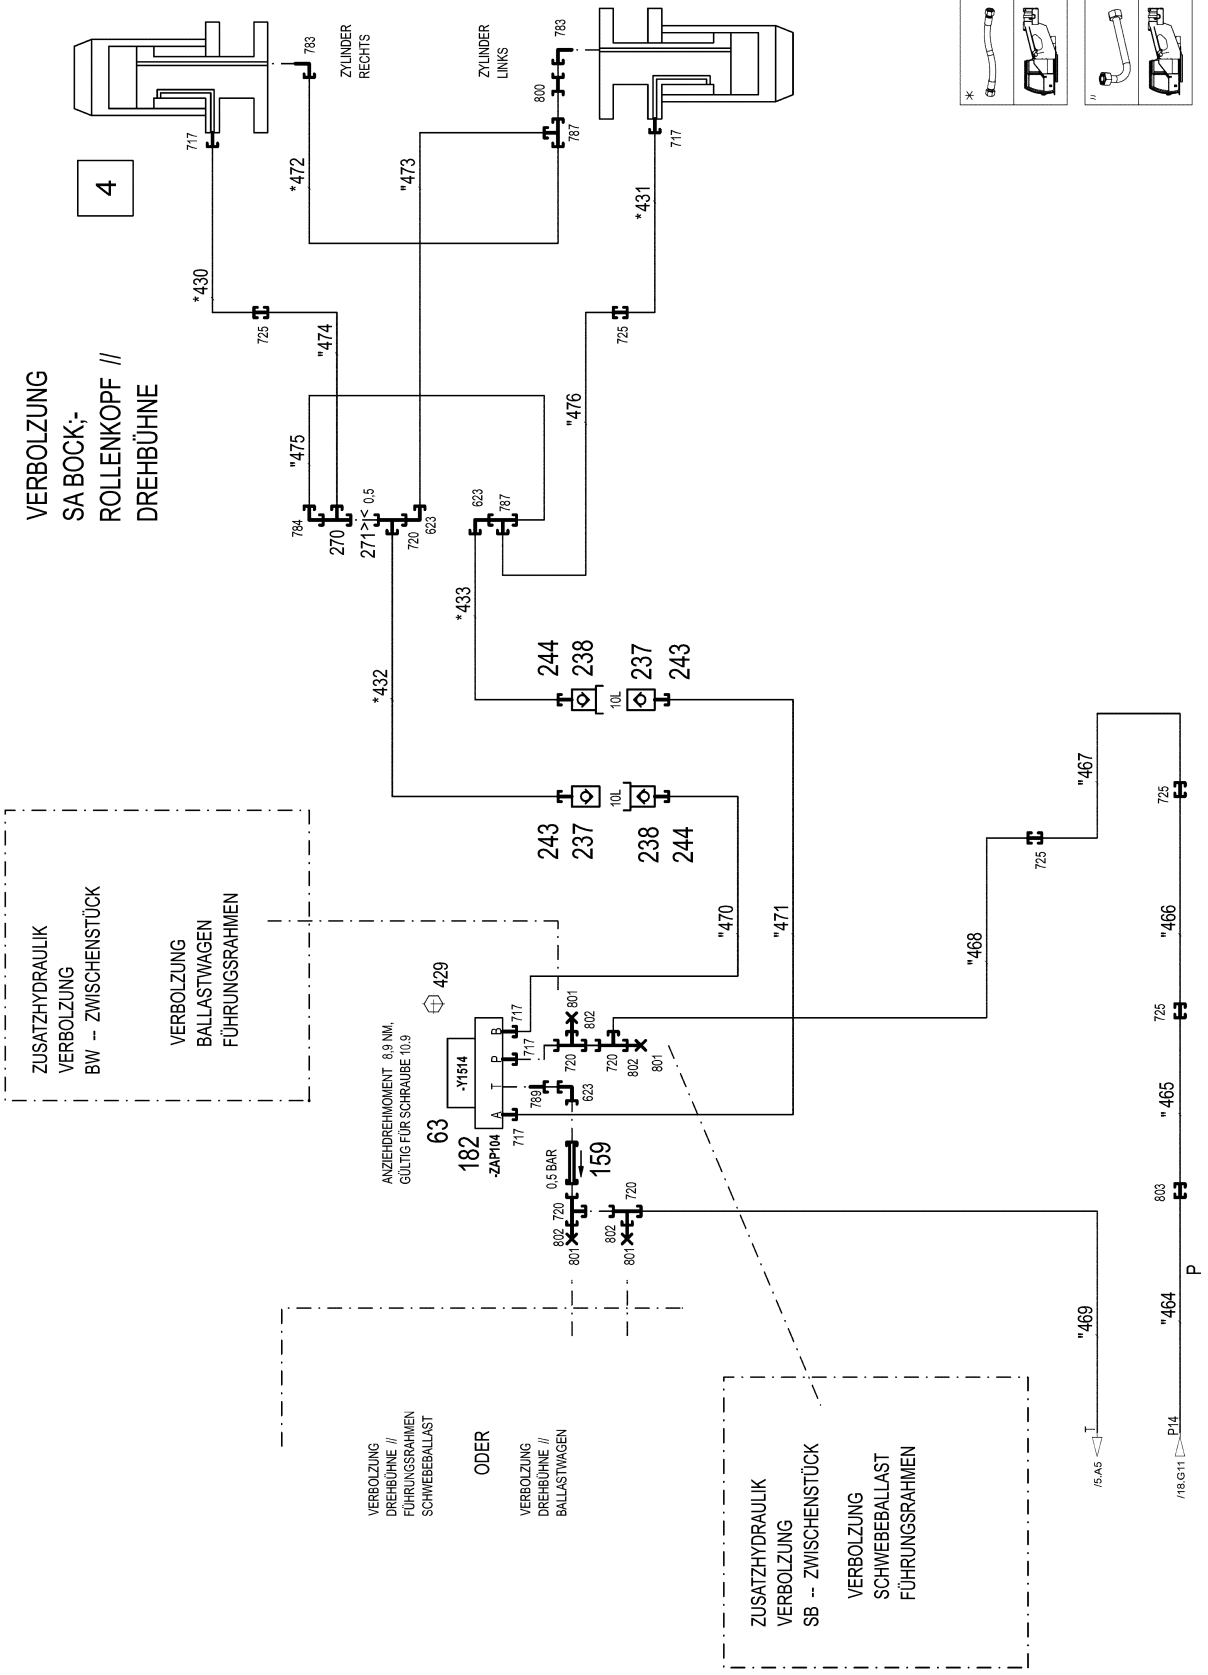 VERBOLZUNG
SA BOCK;-
ROLLENKOPF //
DREHBÜHNE
4
717
783
ZYLINDER
RECHTS
ZYLINDER
LINKS
800
783
787
717
*472
"473
*430
*431
725
"474
725
"475
"476
784
270
271>< 0,5
720
623
623
787
*432
*433
244
238
10L
237
243
243
237
10L
238
244
"470
"471
"467
725
725
"468
"466
725
"465
803
"464
P
"469
T
/5.A5
P14
/18.G11
ZUSATZHYDRAULIK
VERBOLZUNG
BW -- ZWISCHENSTÜCK
VERBOLZUNG
BALLASTWAGEN
FÜHRUNGSRAHMEN
ANZIEHDREHMOMENT 8,9 NM,
GÜLTIG FÜR SCHRAUBE 10.9
429
63
182
-ZAP104
-Y1514
A
T
P
B
717
717
717
789
623
720
802
801
720
802
801
0,5 BAR
159
720
802
801
720
802
801
VERBOLZUNG
DREHBÜHNE //
FÜHRUNGSRAHMEN
SCHWEBEBALLAST
ODER
VERBOLZUNG
DREHBÜHNE //
BALLASTWAGEN
ZUSATZHYDRAULIK
VERBOLZUNG
SB -- ZWISCHENSTÜCK
VERBOLZUNG
SCHWEBEBALLAST
FÜHRUNGSRAHMEN
*
"